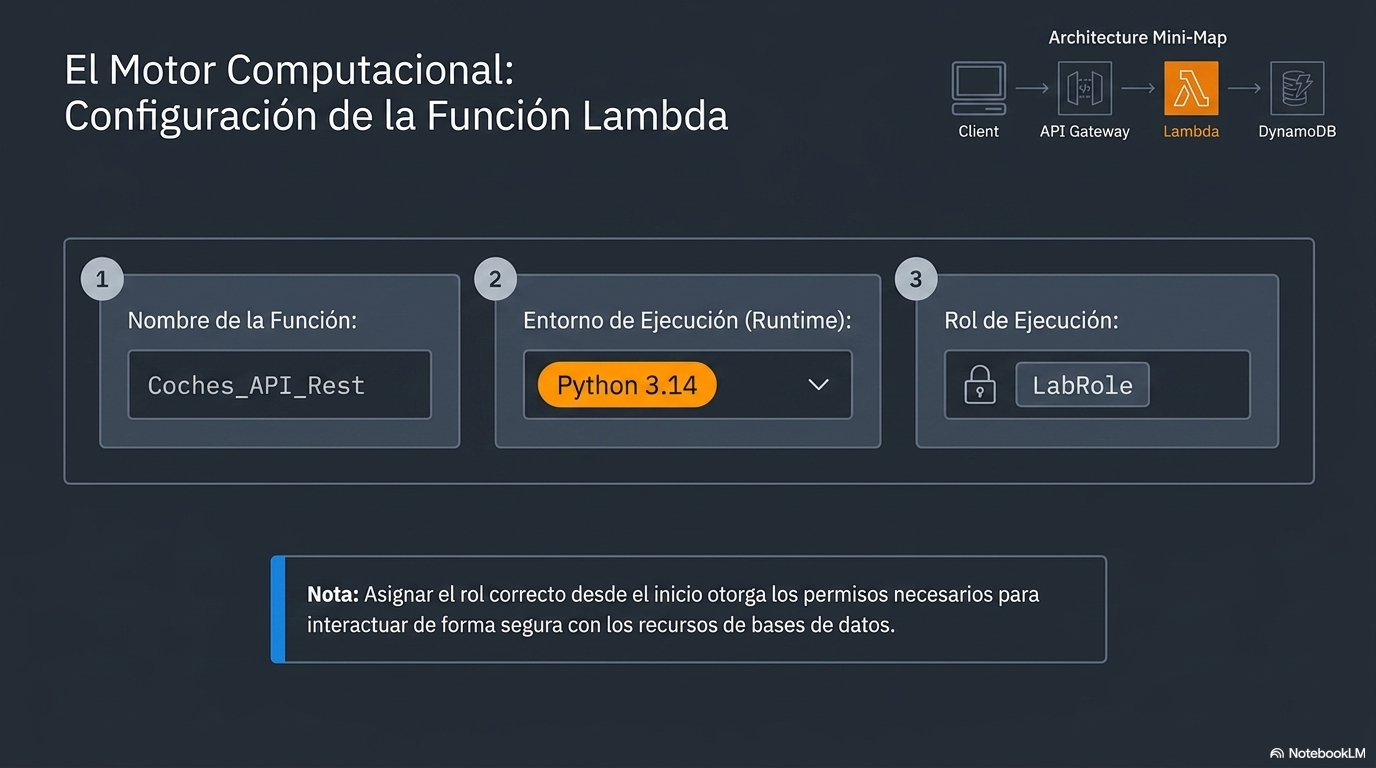 El Motor Computacional:
Configuración de la Función Lambda
Architecture Mini-Map
Client
API Gateway
Lambda
DynamoDB
1
Nombre de la Función:
Coches_API_Rest
2
Entorno de Ejecución (Runtime):
Python 3.14
3
Rol de Ejecución:
LabRole
Nota: Asignar el rol correcto desde el inicio otorga los permisos necesarios para
interactuar de forma segura con los recursos de bases de datos.
NotebookLM